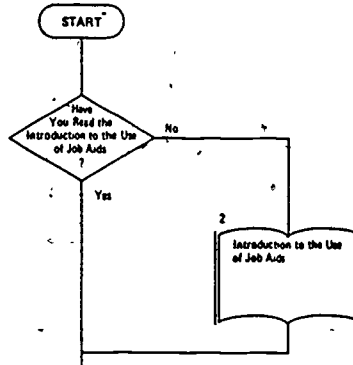 START
Have
You Read the
Introduction to the Use
of Job Aids
?
No
Yes
2
Introduction to the Use
of Job Aids